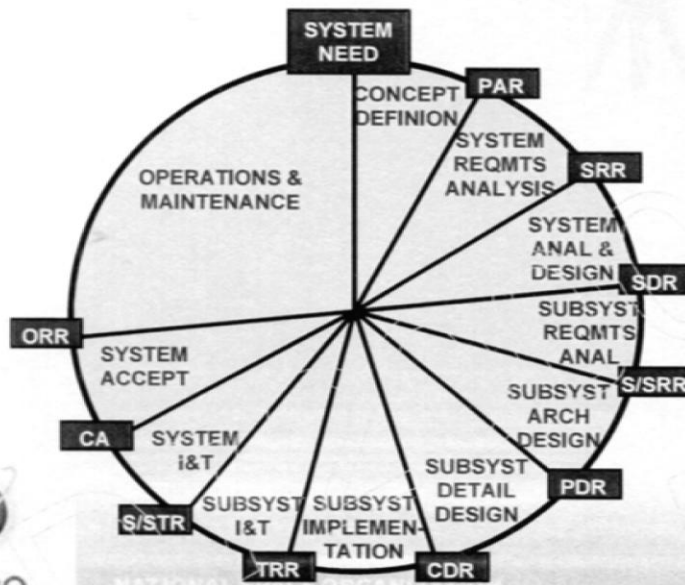 SYSTEM
NEED
PAR
CONCEPT
DEFINION
SYSTEM
REQMTS
ANALYSIS
SRR
SYSTEM
ANAL &
DESIGN
SDR
SUBSYST
REQMTS
ANAL
S/SRR
SUBSYST
ARCH
DESIGN
PDR
SUBSYST
DETAIL
DESIGN
CDR
SUBSYST
IMPLEMEN-
TATION
TRR
SUBSYST
I&T
S/STR
SYSTEM
I&T
CA
SYSTEM
ACCEPT
ORR
OPERATIONS &
MAINTENANCE
NATIONAL